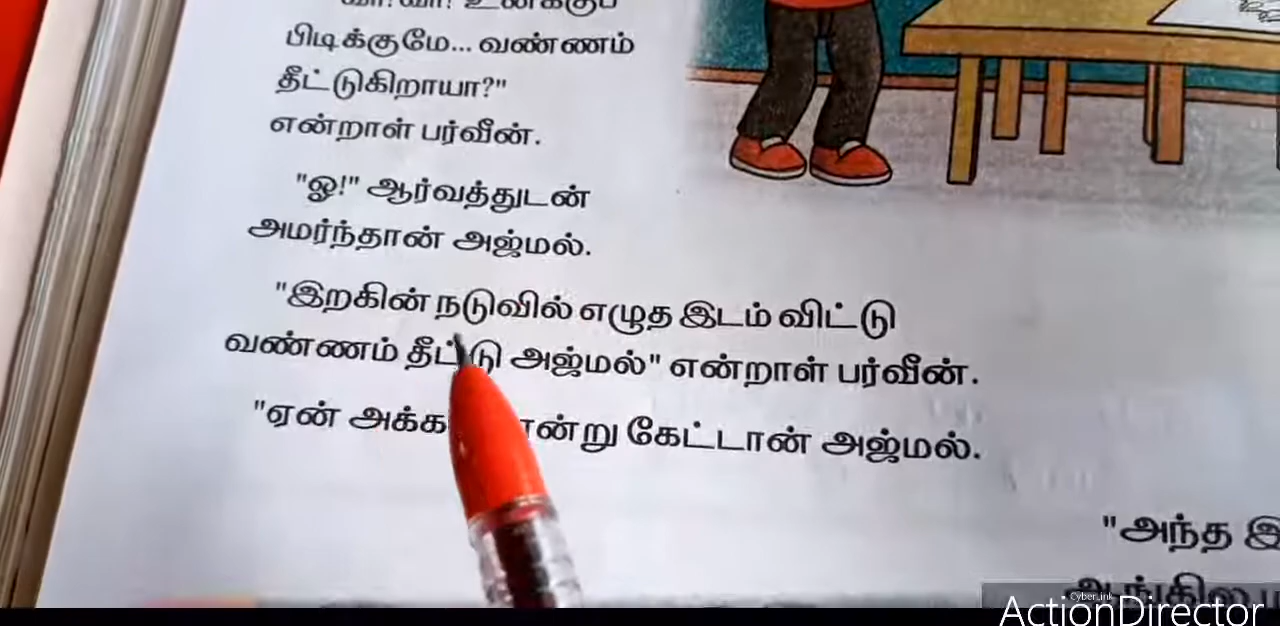 பிடிக்குமே... வண்ணம்
தீட்டுகிறாயா?"
என்றாள் பர்வீன்.
"ஓ!" ஆர்வத்துடன்
அமர்ந்தான் அஜ்மல்.
"இறகின் நடுவில் எழுத இடம் விட்டு
வண்ணம் தீட்டு அஜ்மல்" என்றாள் பர்வீன்.
"ஏன் கேட்டான் அஜ்மல்.
"அந்த
CyberLink
ActionDirector